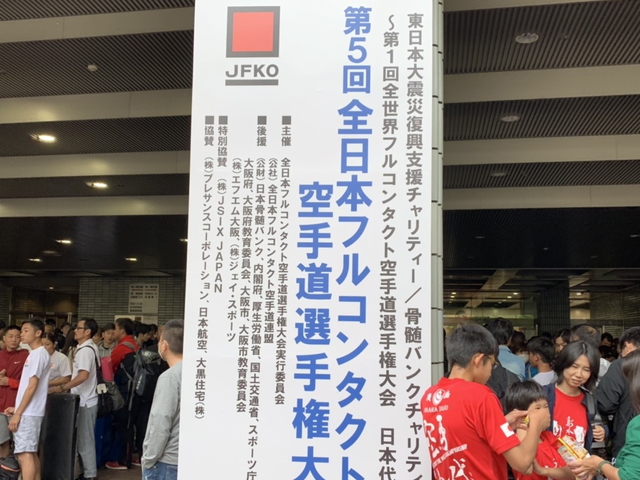 東日本大震災復興支援チャリティー／骨髄バンクチャリティ
～第1回全世界フルコンタクト空手道選手権大会 日本代
第5回 全日本フルコンタクト
空手道選手権大
JFKO
■主催 全日本フルコンタクト空手道選手権大会実行委員会
(公社)全日本フルコンタクト空手道連盟
■後援 (公財)日本骨髄バンク、内閣府、厚生労働省、国土交通省、スポーツ庁
大阪府、大阪府教育委員会、大阪市、大阪市教育委員会
(株)エフエム大阪、(株)ジェイ・スポーツ
■特別協賛 (株)JSIX JAPAN
■協賛 (株)プレサンスコーポレーション、日本航空、大黒住宅(株)